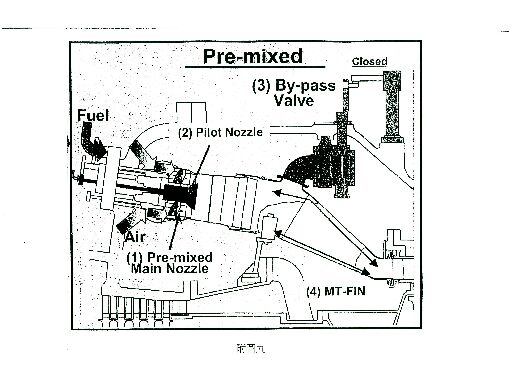 Pre-mixed
Closed
(3) By-pass
Valve
Fuel
(2) Pilot Nozzle
Air
(1) Pre-mixed
Main Nozzle
(4) MT-FIN